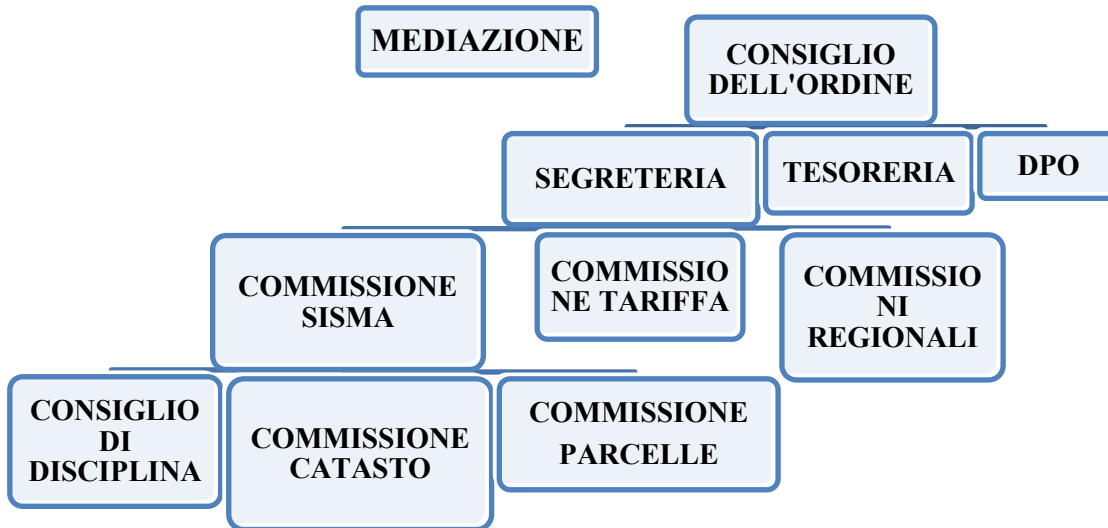 MEDIAZIONE
CONSIGLIO
DELL'ORDINE
SEGRETERIA
TESORERIA
DPO
COMMISSIONE
SISMA
COMMISSIO
NE TARIFFA
COMMISSIO
NI
REGIONALI
CONSIGLIO
DI
DISCIPLINA
COMMISSIONE
CATASTO
COMMISSIONE
PARCELLE